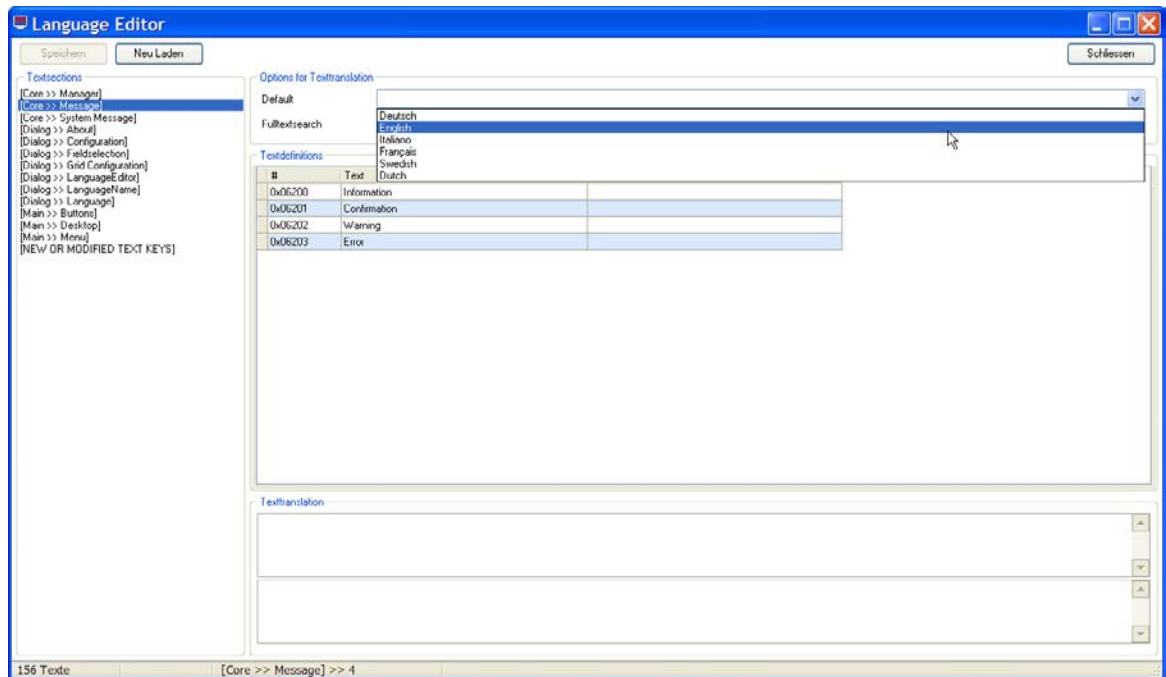 Language Editor
Speichern
Neu Laden
Schliessen
Textsections
[Core >> Manager]
[Core >> Message]
[Core >> System Message]
[Dialog >> About]
[Dialog >> Configuration]
[Dialog >> Fieldselection]
[Dialog >> Grid Configuration]
[Dialog >> LanguageEditor]
[Dialog >> LanguageName]
[Dialog >> Language]
[Main >> Buttons]
[Main >> Desktop]
[Main >> Menu]
[NEW OR MODIFIED TEXT KEYS]
Options for Texttranslation
Default
Fulltextsearch
Deutsch
English
Italiano
Français
Swedish
Dutch
Textdefinitions
# Text
0x06200 Information
0x06201 Confirmation
0x06202 Warning
0x06203 Error
Texttranslation
156 Texte [Core >> Message] >> 4